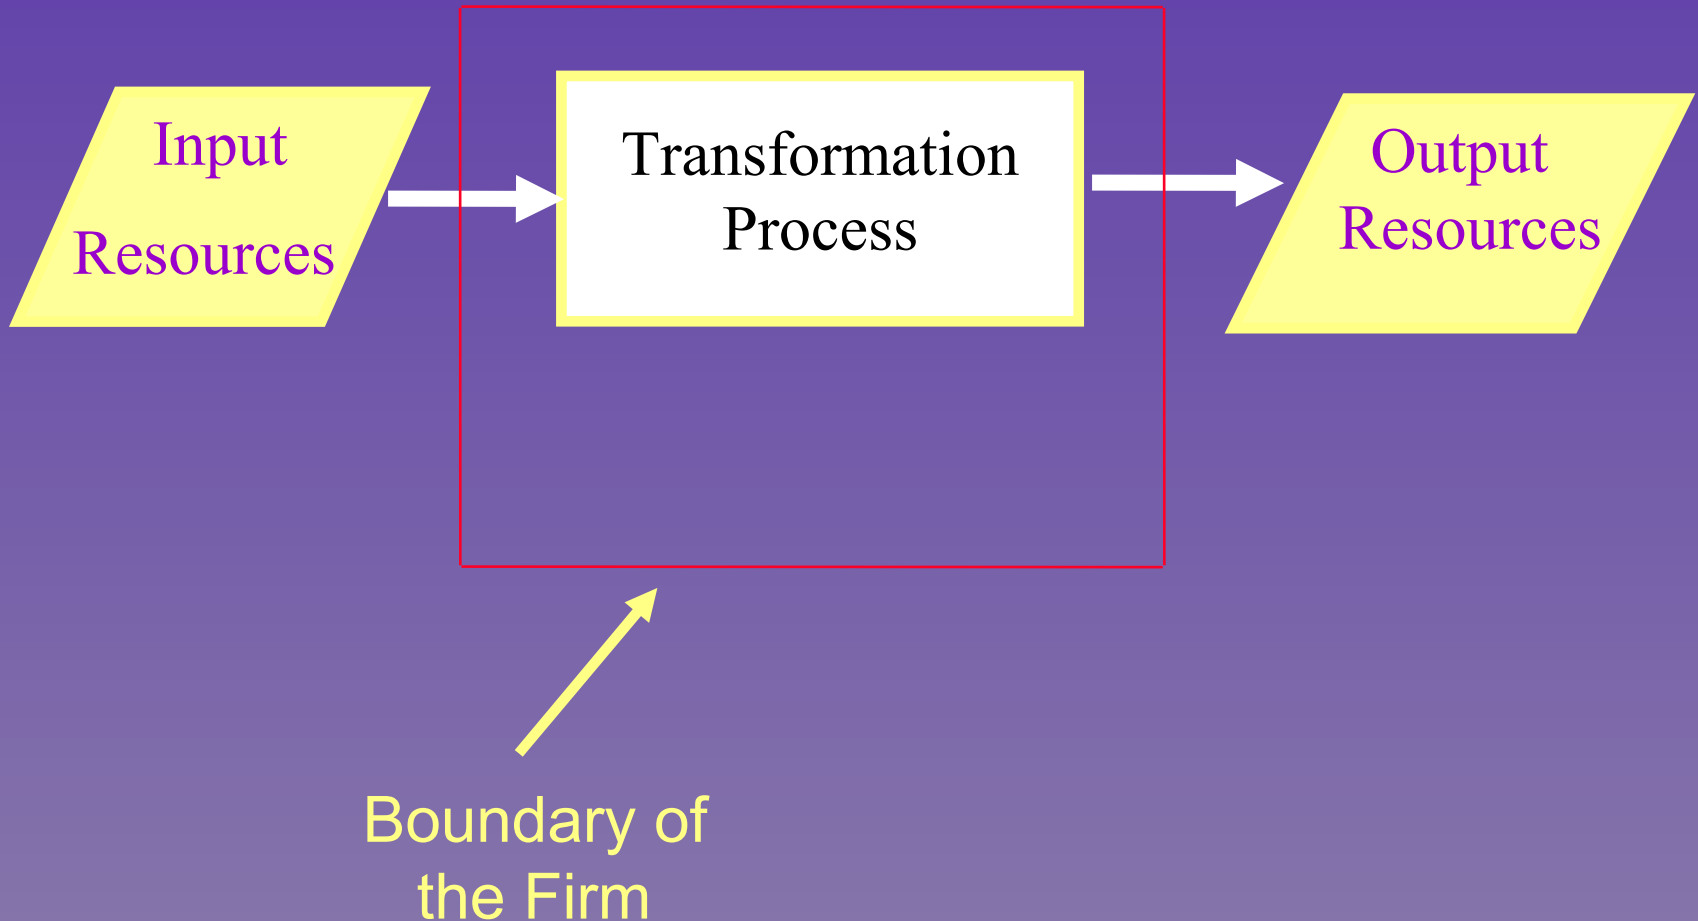 Input
Resources
Transformation
Process
Output
Resources
Boundary of
the Firm